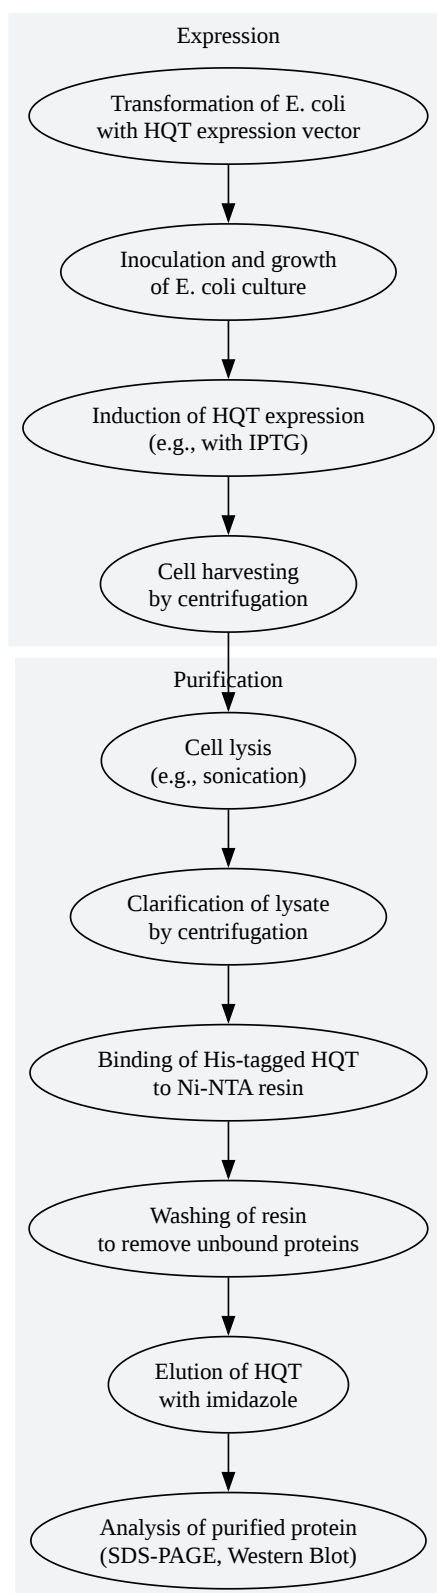 Expression
Transformation of E. coli
with HQT expression vector
Inoculation and growth
of E. coli culture
Induction of HQT expression
(e.g., with IPTG)
Cell harvesting
by centrifugation
Purification
Cell lysis
(e.g., sonication)
Clarification of lysate
by centrifugation
Binding of His-tagged HQT
to Ni-NTA resin
Washing of resin
to remove unbound proteins
Elution of HQT
with imidazole
Analysis of purified protein
(SDS-PAGE, Western Blot)